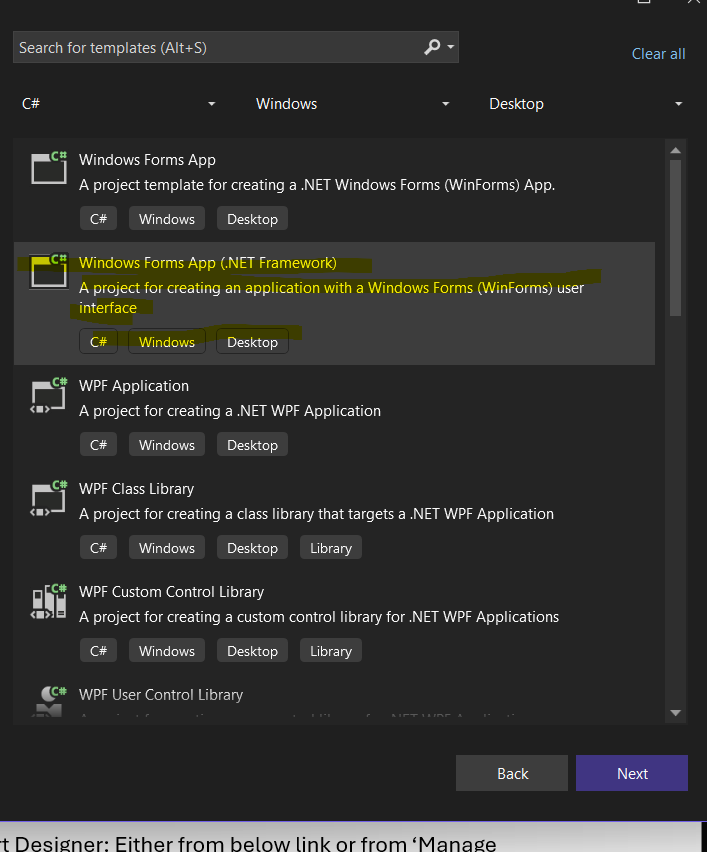 Search for templates (Alt+S)
Clear all
C#
Windows
Desktop
C#
Windows Forms App
A project template for creating a .NET Windows Forms (WinForms) App.
C#
Windows
Desktop
C#
Windows Forms App (.NET Framework)
A project for creating an application with a Windows Forms (WinForms) user
interface
C#
Windows
Desktop
C#
WPF Application
A project for creating a .NET WPF Application
C#
Windows
Desktop
C#
WPF Class Library
A project for creating a class library that targets a .NET WPF Application
C#
Windows
Desktop
Library
C#
WPF Custom Control Library
A project for creating a custom control library for .NET WPF Applications
C#
Windows
Desktop
Library
C#
WPF User Control Library
Back
Next
Designer: Either from below link or from ‘Manage